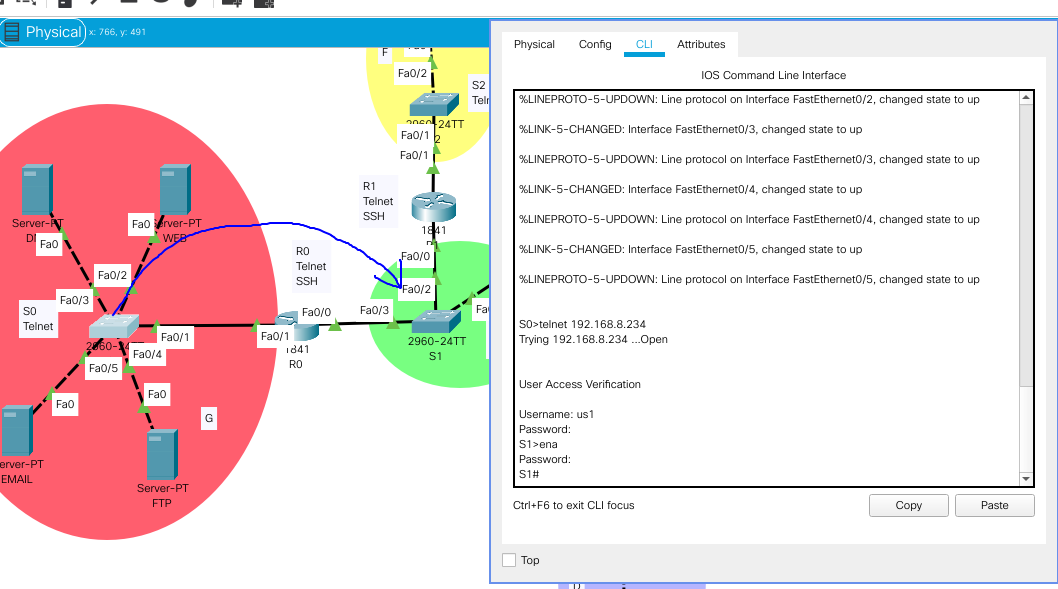 Physical x: 766, y: 491
F
Fa0/2
S2
2960-24TT
Fa0/1
Fa0/1
R1
Telnet
SSH
1841
Server-PT
Fa0
Fa0
Server-PT
WEB
Fa0/2
R0
Telnet
SSH
Fa0/0
Fa0/2
Fa0/3
S0
Telnet
Fa0/3
Fa0/0
Fa0/1
Fa0/1
Fa0/4
1841
R0
2960-24TT
S1
Fa0/5
Fa0
Fa0
G
EMAIL
Server-PT
FTP
Physical Config CLI Attributes
IOS Command Line Interface
%LINEPROTO-5-UPDOWN: Line protocol on Interface FastEthernet0/2, changed state to up
%LINK-5-CHANGED: Interface FastEthernet0/3, changed state to up
%LINEPROTO-5-UPDOWN: Line protocol on Interface FastEthernet0/3, changed state to up
%LINK-5-CHANGED: Interface FastEthernet0/4, changed state to up
%LINEPROTO-5-UPDOWN: Line protocol on Interface FastEthernet0/4, changed state to up
%LINK-5-CHANGED: Interface FastEthernet0/5, changed state to up
%LINEPROTO-5-UPDOWN: Line protocol on Interface FastEthernet0/5, changed state to up
S0>telnet 192.168.8.234
Trying 192.168.8.234 ...Open
User Access Verification
Username: us1
Password:
S1>ena
Password:
S1#
Ctrl+F6 to exit CLI focus
Copy Paste
Top